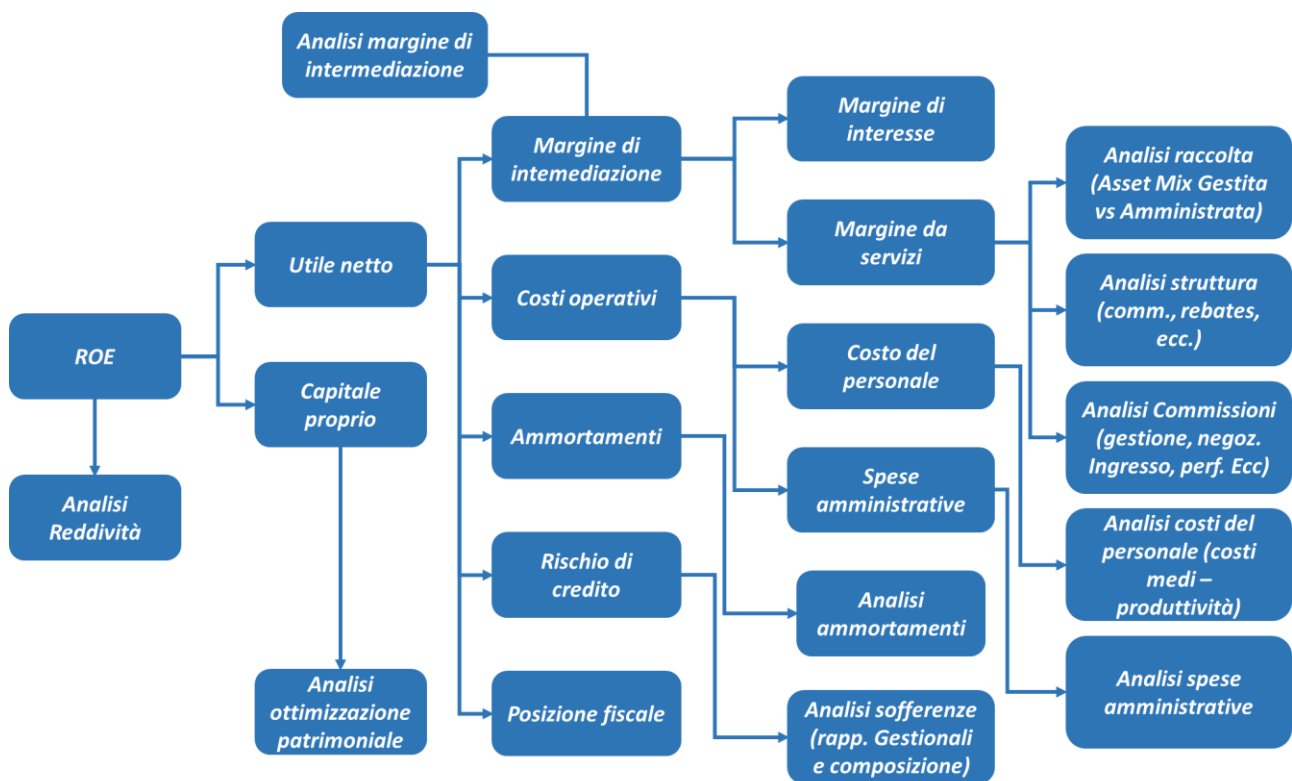 Analisi margine di
intermediazione
Margine di
intemediazione
Margine di
interesse
Analisi raccolta
(Asset Mix Gestita
vs Amministrata)
Utile netto
Margine da
servizi
Costi operativi
Analisi struttura
(comm., rebates,
ecc.)
ROE
Capitale
proprio
Costo del
personale
Analisi Commissioni
(gestione, negoz.
Ingresso, perf. Ecc)
Ammortamenti
Spese
amministrative
Analisi
Reddività
Analisi costi del
personale (costi
medi –
produttività)
Rischio di
credito
Analisi
ammortamenti
Analisi
ottimizzazione
patrimoniale
Posizione fiscale
Analisi sofferenze
(rapp. Gestionali
e composizione)
Analisi spese
amministrative